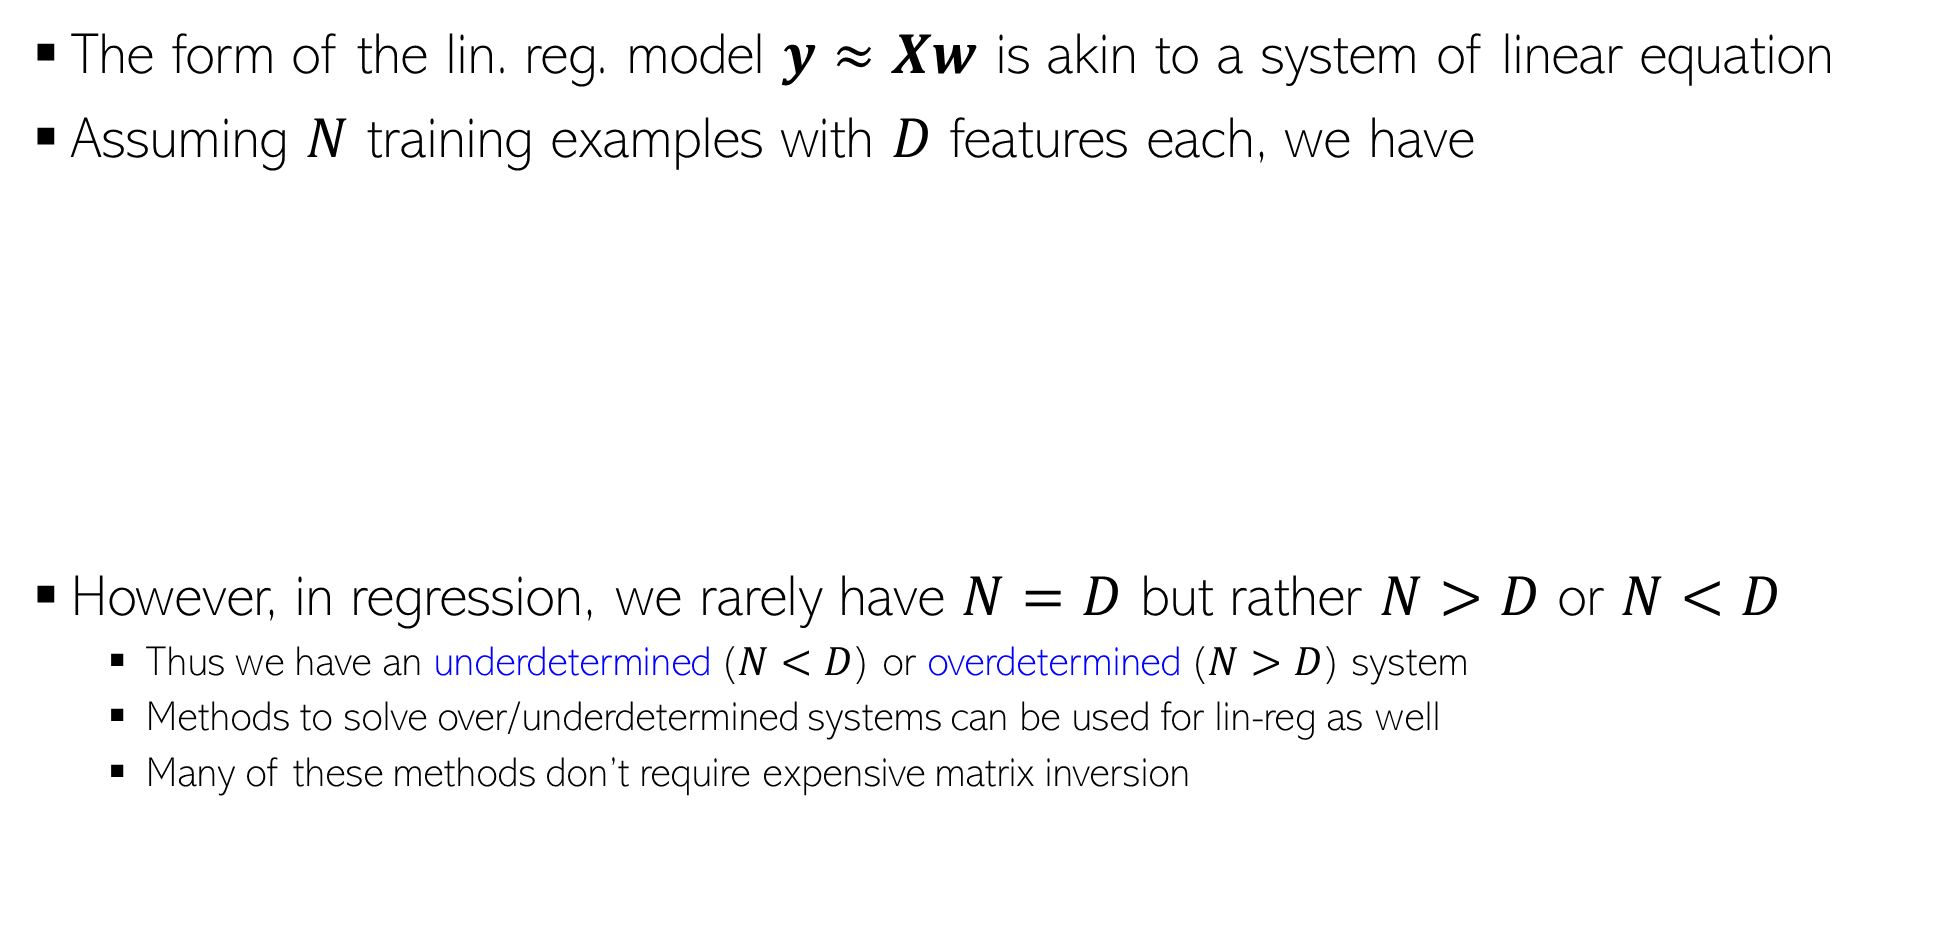 ▪ The form of the lin. reg. model y ≈ Xw is akin to a system of linear equation
▪ Assuming N training examples with D features each, we have
▪ However, in regression, we rarely have N = D but rather N > D or N < D
▪ Thus we have an underdetermined (N < D) or overdetermined (N > D) system
▪ Methods to solve over/underdetermined systems can be used for lin-reg as well
▪ Many of these methods don't require expensive matrix inversion